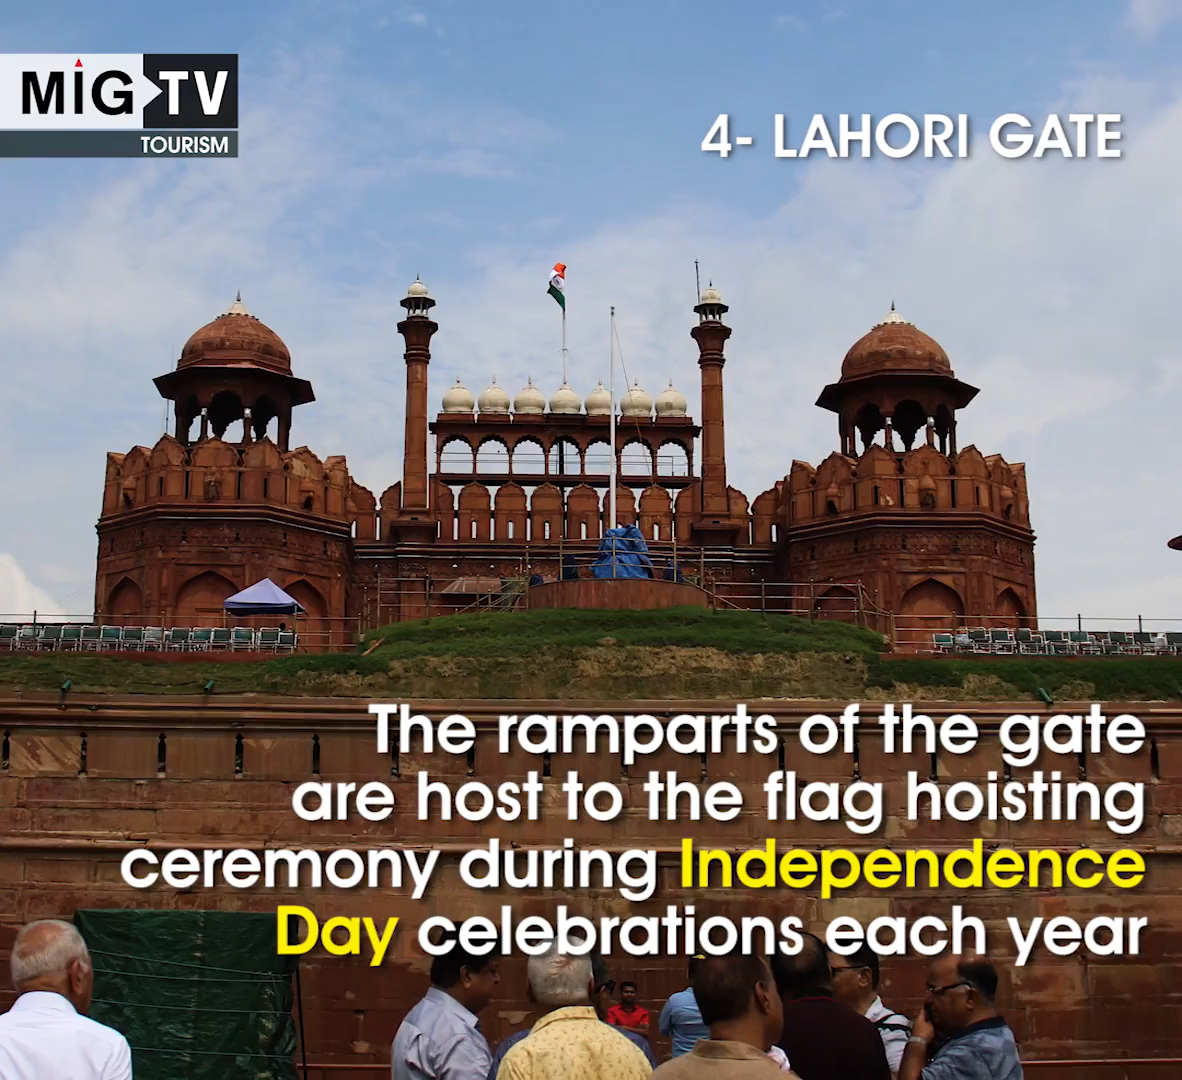 MiG TV
TOURISM
4- LAHORI GATE
The ramparts of the gate
are host to the flag hoisting
ceremony during Independence
Day celebrations each year